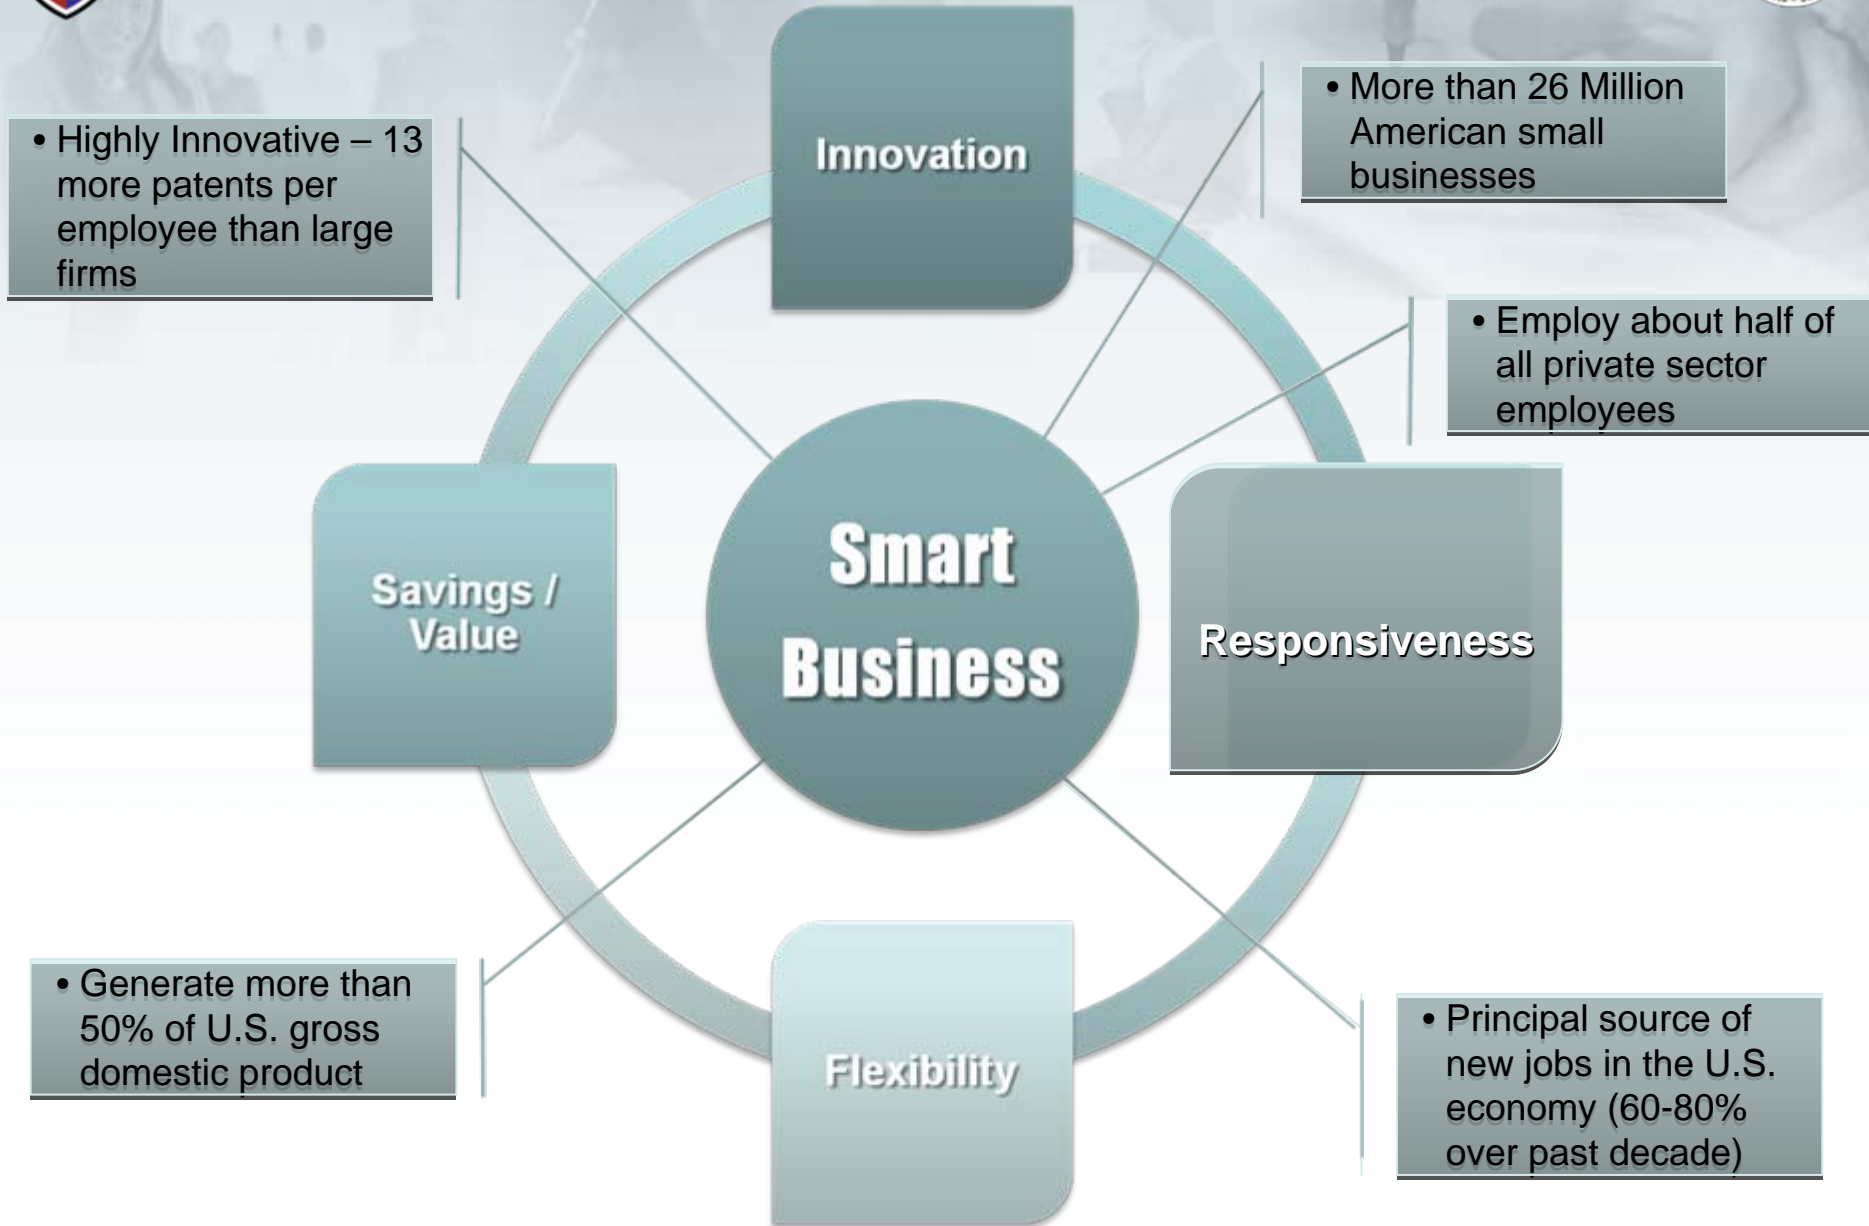 Innovation
• More than 26 Million
American small
businesses
• Highly Innovative – 13
more patents per
employee than large
firms
• Employ about half of
all private sector
employees
Smart
Business
Savings /
Value
Responsiveness
• Generate more than
50% of U.S. gross
domestic product
Flexibility
• Principal source of
new jobs in the U.S.
economy (60-80%
over past decade)